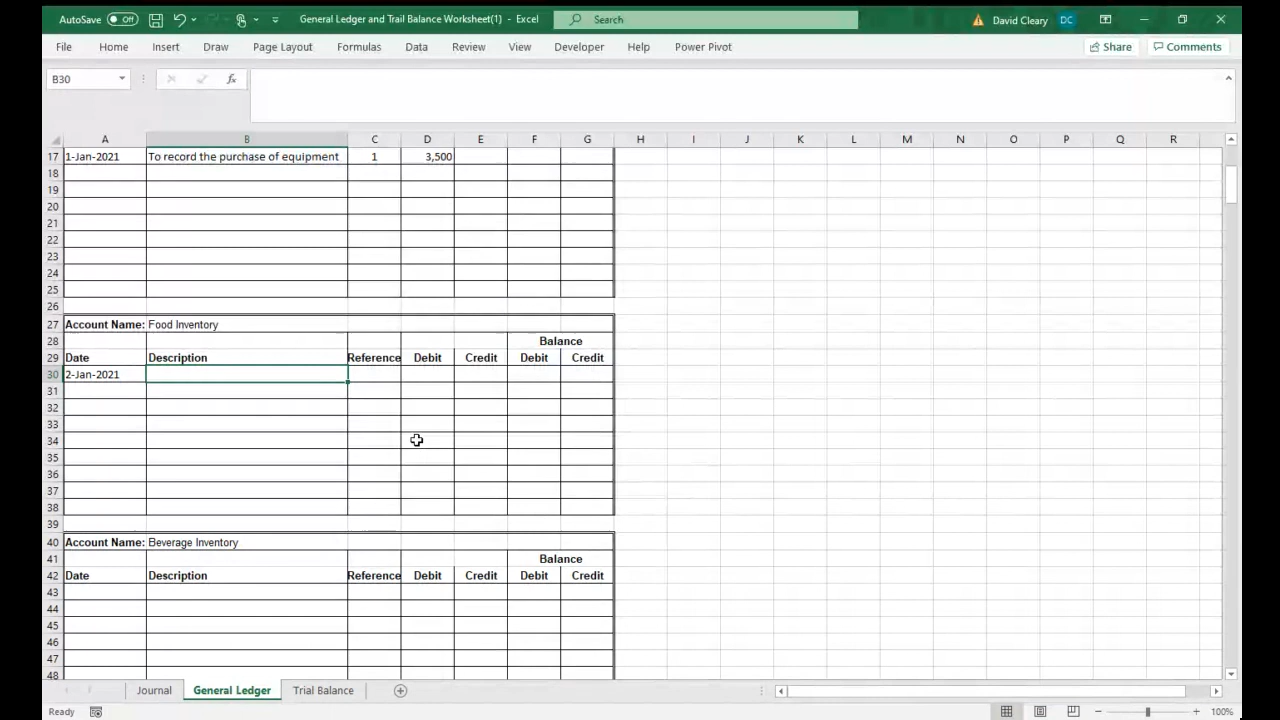 AutoSave Off General Ledger and Trail Balance Worksheet(1) - Excel Search David Cleary DC
File Home Insert Draw Page Layout Formulas Data Review View Developer Help Power Pivot Share Comments
B30 fx
A B C D E F G H I J K L M N O P Q R
17 1-Jan-2021 To record the purchase of equipment 1 3,500
18
19
20
21
22
23
24
25
26
27 Account Name: Food Inventory
28 Balance
29 Date Description Reference Debit Credit Debit Credit
30 2-Jan-2021
31
32
33
34
35
36
37
38
39
40 Account Name: Beverage Inventory
41 Balance
42 Date Description Reference Debit Credit Debit Credit
43
44
45
46
47
48
Journal General Ledger Trial Balance
Ready 100%